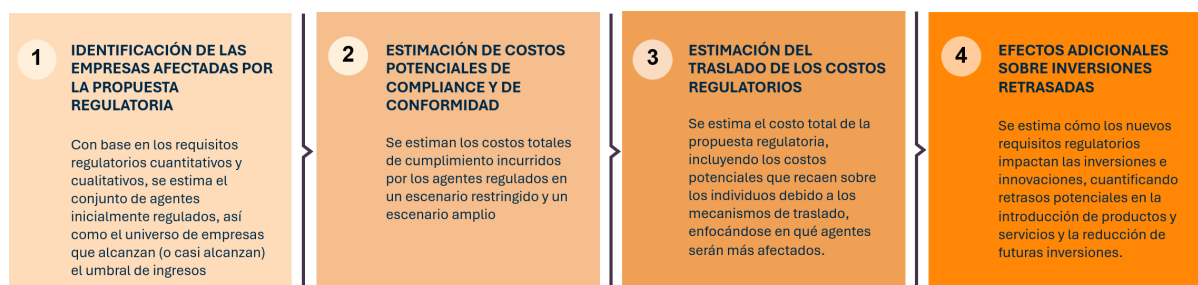 1
IDENTIFICACIÓN DE LAS
EMPRESAS AFECTADAS POR
LA PROPUESTA
REGULATORIA
Con base en los requisitos
regulatorios cuantitativos y
cualitativos, se estima el
conjunto de agentes
inicialmente regulados, así
como el universo de empresas
que alcanzan (o casi alcanzan)
el umbral de ingresos
2
ESTIMACIÓN DE COSTOS
POTENCIALES DE
COMPLIANCE Y DE
CONFORMIDAD
Se estiman los costos totales
de cumplimiento incurridos
por los agentes regulados en
un escenario restringido y un
escenario amplio
3
ESTIMACIÓN DEL
TRASLADO DE LOS COSTOS
REGULATORIOS
Se estima el costo total de la
propuesta regulatoria,
incluyendo los costos
potenciales que recaen sobre
los individuos debido a los
mecanismos de traslado,
enfocándose en qué agentes
serán más afectados.
4
EFECTOS ADICIONALES
SOBRE INVERSIONES
RETRASADAS
Se estima cómo los nuevos
requisitos regulatorios
impactan las inversiones e
innovaciones, cuantificando
retrasos potenciales en la
introducción de productos y
servicios y la reducción de
futuras inversiones.